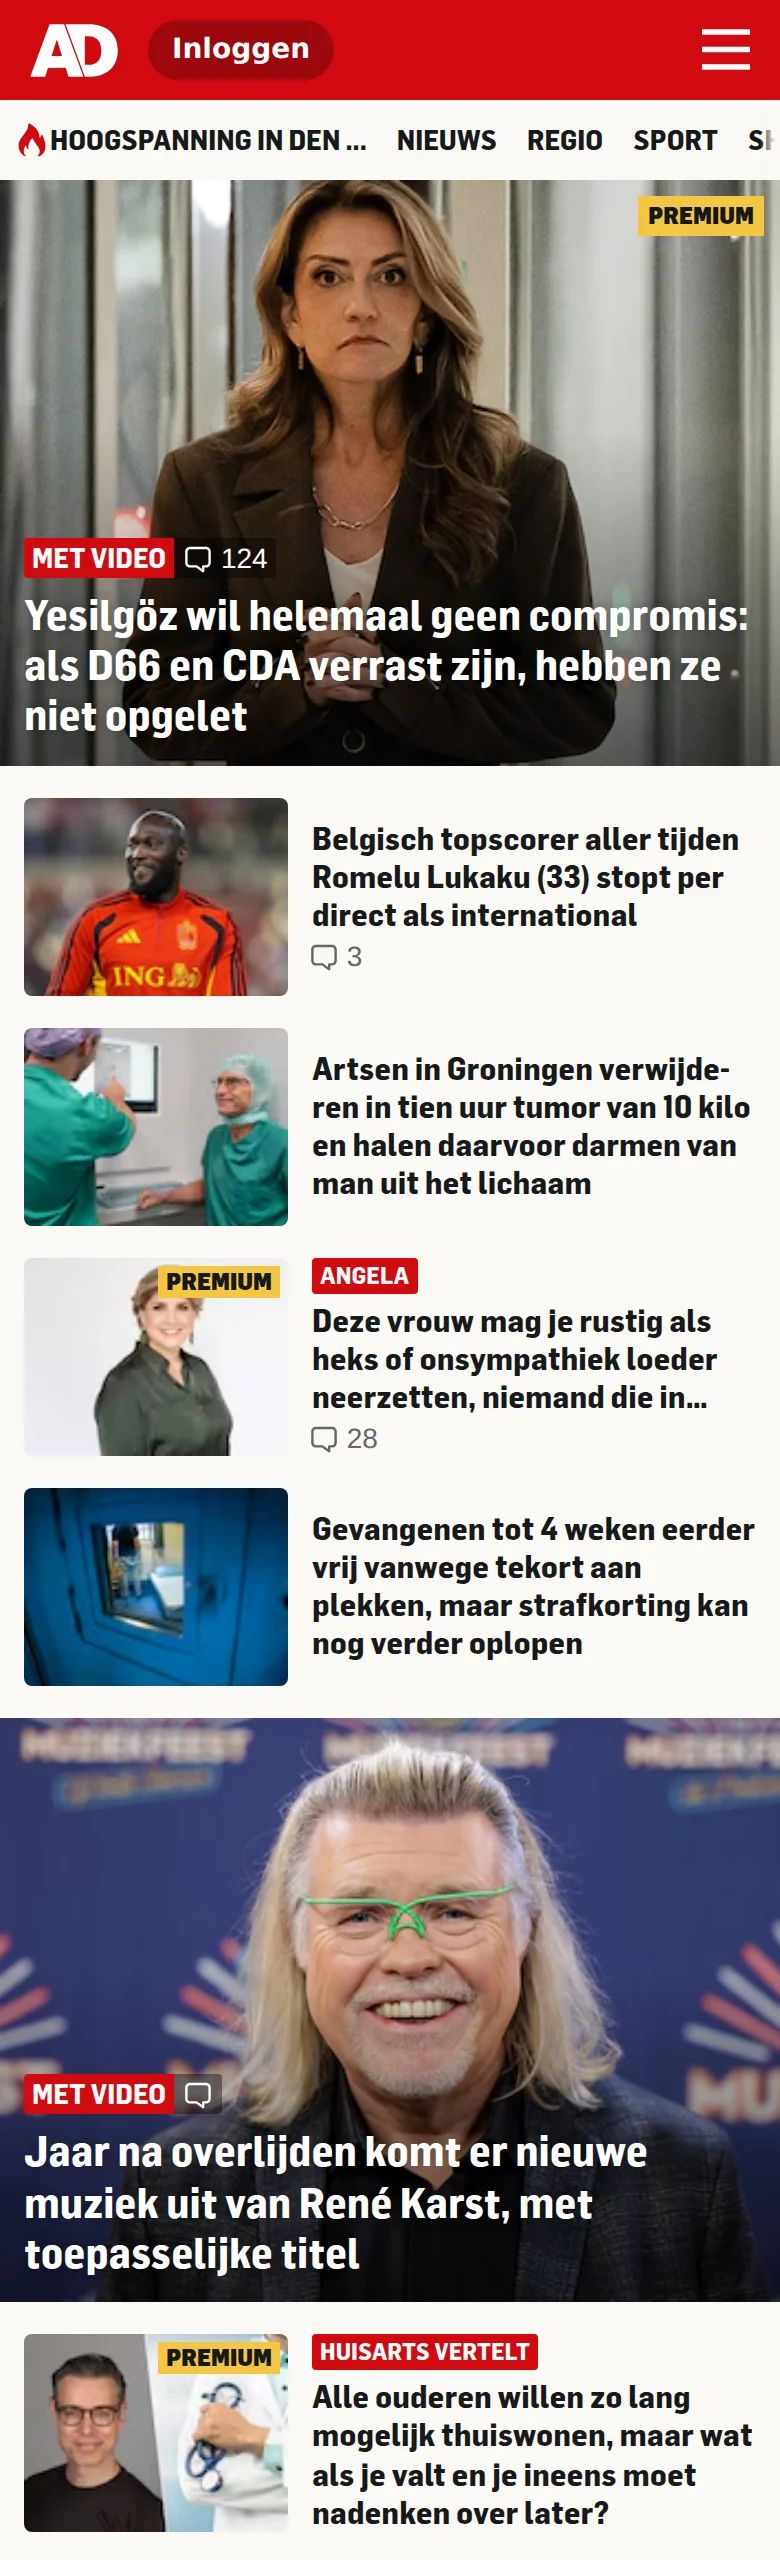 AD
Inloggen
HOOGSPANNING IN DEN ... NIEUWS REGIO SPORT
PREMIUM
MET VIDEO 124
Yesilgöz wil helemaal geen compromis:
als D66 en CDA verrast zijn, hebben ze
niet opgelet
ING
Belgisch topscorer aller tijden
Romelu Lukaku (33) stopt per
direct als international
3
Artsen in Groningen verwijde-
ren in tien uur tumor van 10 kilo
en halen daarvoor darmen van
man uit het lichaam
PREMIUM
ANGELA
Deze vrouw mag je rustig als
heks of onsympathiek loeder
neerzetten, niemand die in...
28
Gevangenen tot 4 weken eerder
vrij vanwege tekort aan
plekken, maar strafkorting kan
nog verder oplopen
MET VIDEO
Jaar na overlijden komt er nieuwe
muziek uit van René Karst, met
toepasselijke titel
PREMIUM
HUISARTS VERTELT
Alle ouderen willen zo lang
mogelijk thuiswonen, maar wat
als je valt en je ineens moet
nadenken over later?